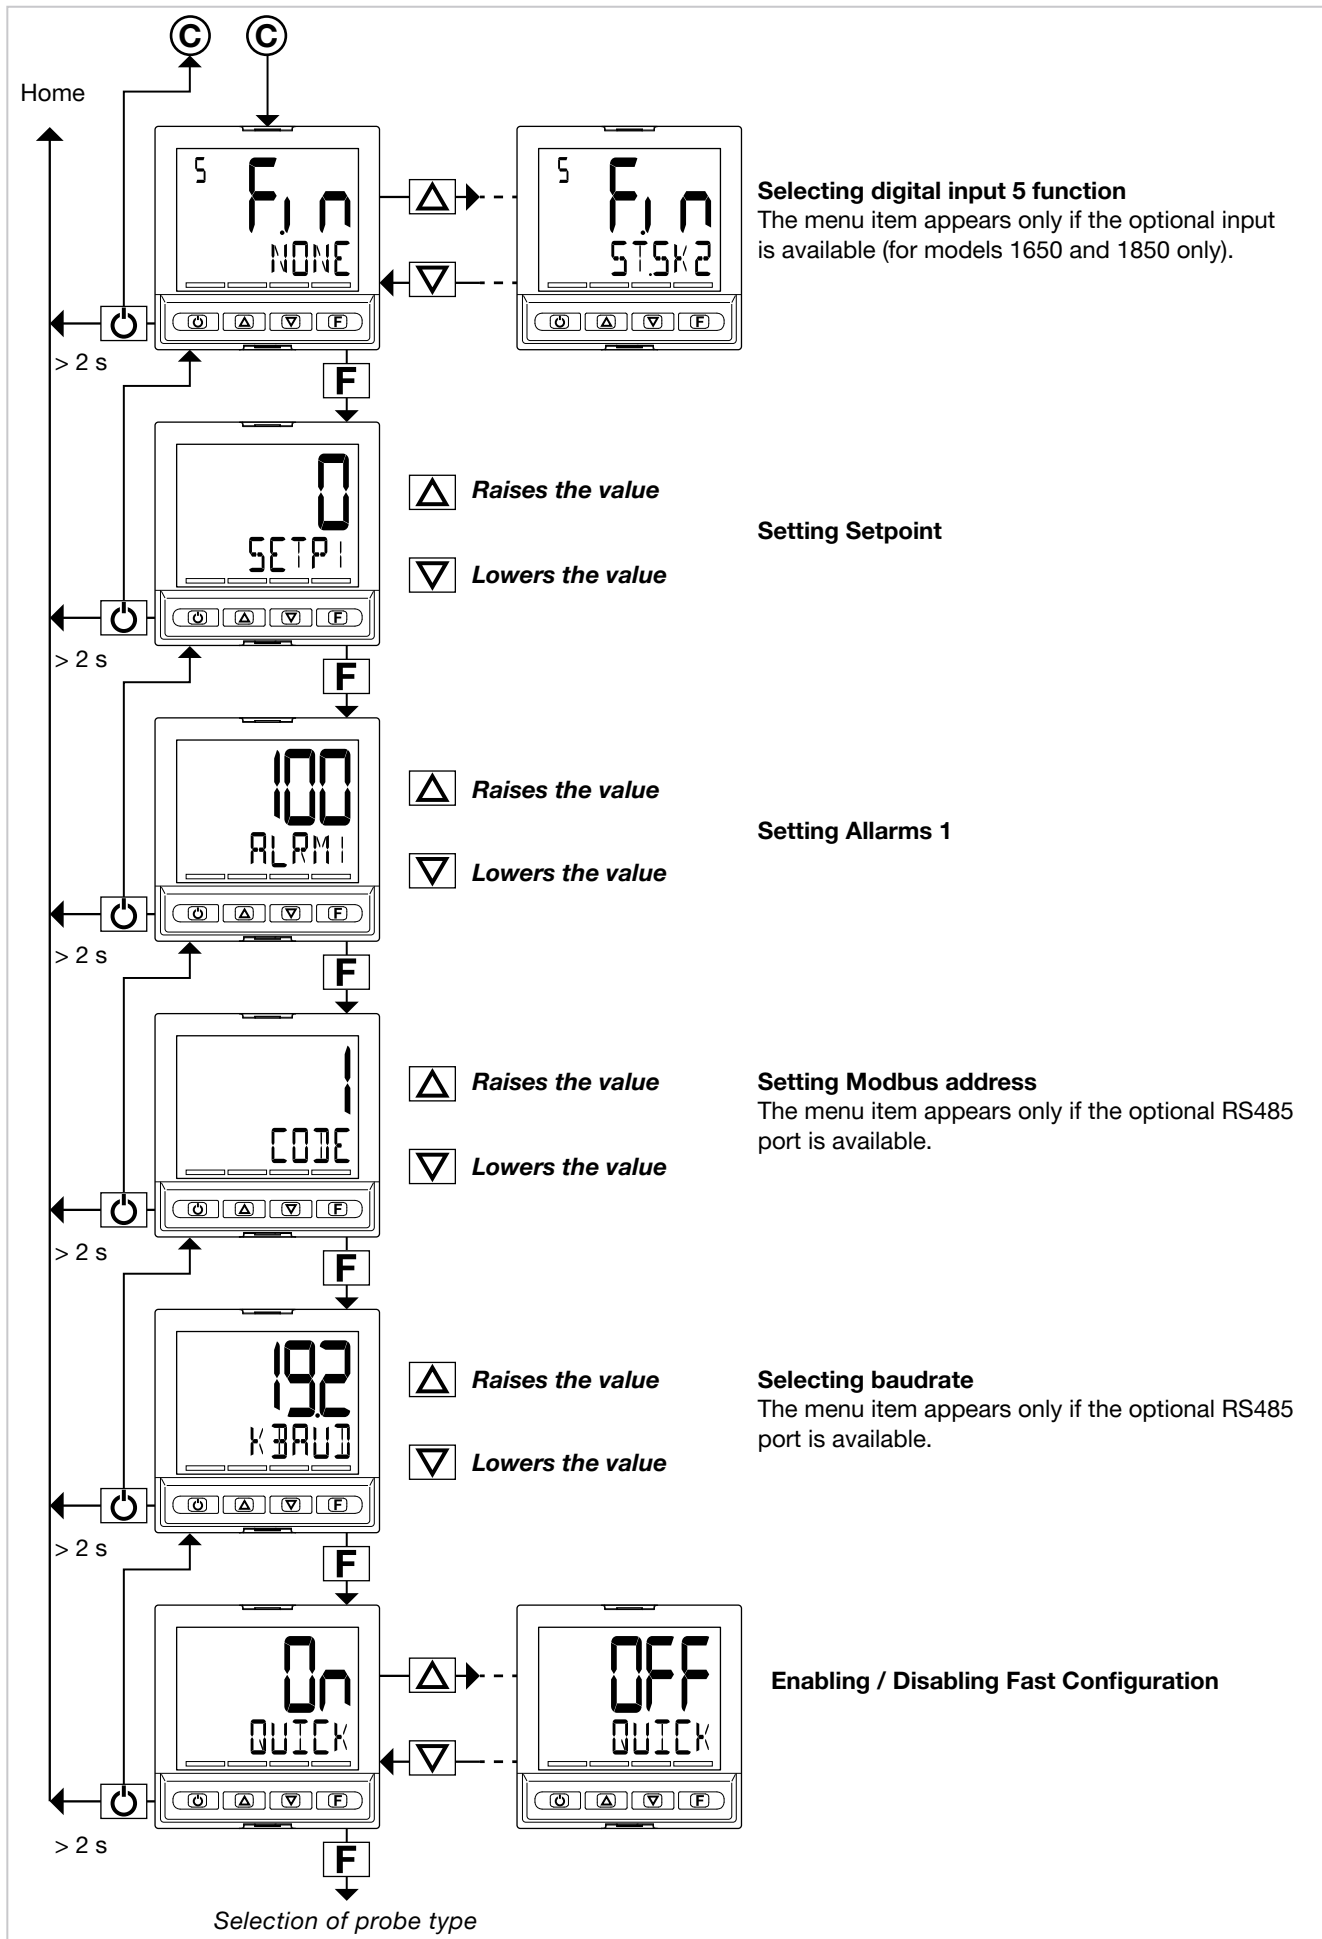 C C
Home
5
F.in
NONE
5
F.in
ST.SK2
Selecting digital input 5 function
The menu item appears only if the optional input
is available (for models 1650 and 1850 only).
F
F
> 2 s
F
0
SETP1
Raises the value
Lowers the value
Setting Setpoint
F
> 2 s
F
100
ALRM1
Raises the value
Lowers the value
Setting Allarms 1
F
> 2 s
F
1
CODE
Raises the value
Lowers the value
Setting Modbus address
The menu item appears only if the optional RS485
port is available.
F
> 2 s
F
19.2
KBAUD
Raises the value
Lowers the value
Selecting baudrate
The menu item appears only if the optional RS485
port is available.
F
> 2 s
F
On
QUICK
OFF
QUICK
Enabling / Disabling Fast Configuration
F
F
> 2 s
F
Selection of probe type